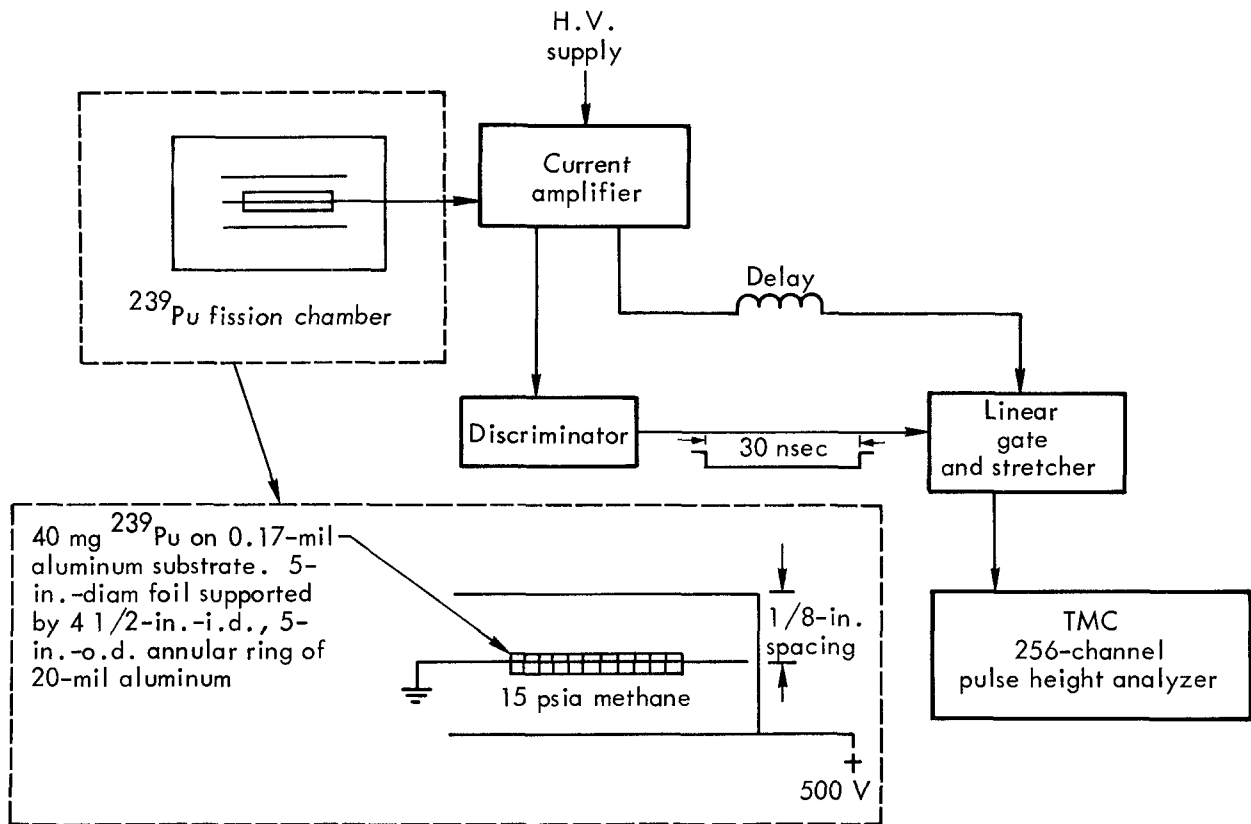 H.V.
supply
Current
amplifier
²³⁹Pu fission chamber
Delay
Discriminator
30 nsec
Linear
gate
and stretcher
40 mg ²³⁹Pu on 0.17-mil
aluminum substrate. 5-
in.-diam foil supported
by 4 1/2-in.-i.d., 5-
in.-o.d. annular ring of
20-mil aluminum
15 psia methane
1/8-in.
spacing
+
500 V
TMC
256-channel
pulse height analyzer